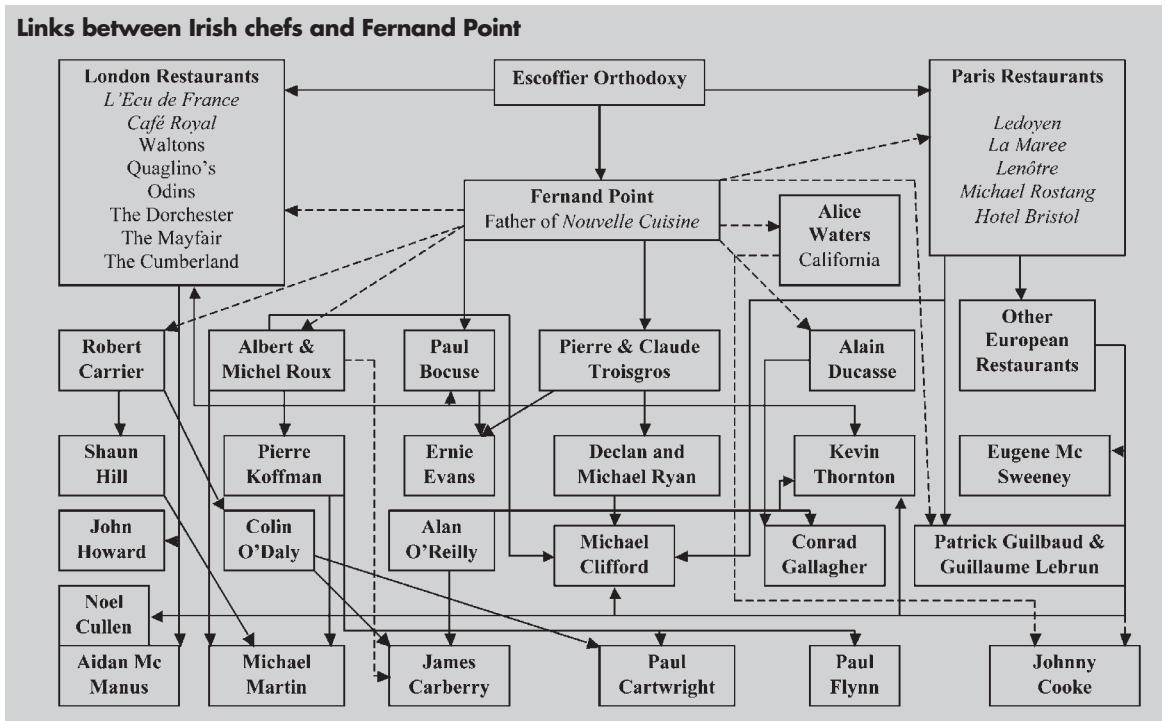 Links between Irish chefs and Fernand Point
London Restaurants
L'Ecu de France
Café Royal
Waltons
Quaglino's
Odins
The Dorchester
The Mayfair
The Cumberland
Escoffier Orthodoxy
Paris Restaurants
Ledoyen
La Maree
Lenôtre
Michael Rostang
Hotel Bristol
Fernand Point
Father of Nouvelle Cuisine
Alice
Waters
California
Robert
Carrier
Albert &
Michel Roux
Paul
Bocuse
Pierre & Claude
Troisgros
Alain
Ducasse
Other
European
Restaurants
Shaun
Hill
Pierre
Koffman
Ernie
Evans
Declan and
Michael Ryan
Kevin
Thornton
Eugene Mc
Sweeney
John
Howard
Colin
O'Daly
Alan
O'Reilly
Michael
Clifford
Conrad
Gallagher
Patrick Guilbaud &
Guillaume Lebrun
Noel
Cullen
Aidan Mc
Manus
Michael
Martin
James
Carberry
Paul
Cartwright
Paul
Flynn
Johnny
Cooke